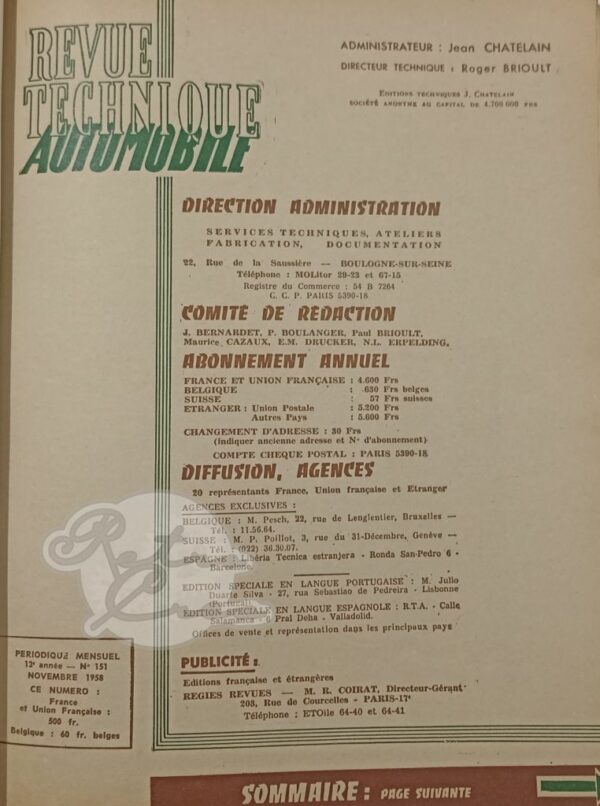 REVUE
TECHNIQUE
AUTOMOBILE
ADMINISTRATEUR : Jean CHATELAIN
DIRECTEUR TECHNIQUE : Roger BRIOULT
EDITIONS TECHNIQUES J. CHATELAIN
SOCIÉTÉ ANONYME AU CAPITAL DE 4.700 000 FRS
DIRECTION ADMINISTRATION
SERVICES TECHNIQUES, ATELIERS
FABRICATION, DOCUMENTATION
22, Rue de la Saussière — BOULOGNE-SUR-SEINE
Téléphone : MOLitor 29-23 et 67-15
Registre du Commerce : 54 B 7264
C. C. P. PARIS 5390-18
COMITÉ DE RÉDACTION
J. BERNARDET, P. BOULANGER, Paul BRIOULT,
Maurice CAZAUX, E.M. DRUCKER, N.L. ERPELDING,
ABONNEMENT ANNUEL
FRANCE ET UNION FRANÇAISE : 4.600 Frs
BELGIQUE : 630 Frs belges
SUISSE : 57 Frs suisses
ETRANGER : Union Postale : 5.200 Frs
Autres Pays : 5.600 Frs
CHANGEMENT D'ADRESSE : 30 Frs
(indiquer ancienne adresse et N° d'abonnement)
COMPTE CHEQUE POSTAL : PARIS 5390-18
DIFFUSION, AGENCES
20 représentants France, Union française et Etranger
AGENCES EXCLUSIVES :
BELGIQUE : M. Pesch, 22, rue de Lenglentier, Bruxelles —
Tél. : 11.56.64.
SUISSE : M. P. Poillot, 3, rue du 31-Décembre, Genève —
Tél. : (022) 36.30.07.
ESPAGNE : Libéria Tecnica estranjera - Ronda San-Pedro 6 -
Barcelone.
EDITION SPECIALE EN LANGUE PORTUGAISE : M. Julio
Duarte Silva - 27, rua Sebastiao de Pedreira - Lisbonne
(Portugal)
EDITION SPECIALE EN LANGUE ESPAGNOLE : R.T.A. - Calle
Salamanca - 6 Pral Deha - Valladolid.
Offices de vente et représentation dans les principaux pays
PUBLICITÉ :
Editions française et étrangères
REGIES REVUES — M. R. COIRAT, Directeur-Gérant
203, Rue de Courcelles - PARIS-17e
Téléphone : ETOile 64-40 et 64-41
PERIODIQUE MENSUEL
13e année — N° 151
NOVEMBRE 1958
CE NUMERO :
France
et Union Française :
500 fr.
Belgique : 60 fr. belges
SOMMAIRE : PAGE SUIVANTE